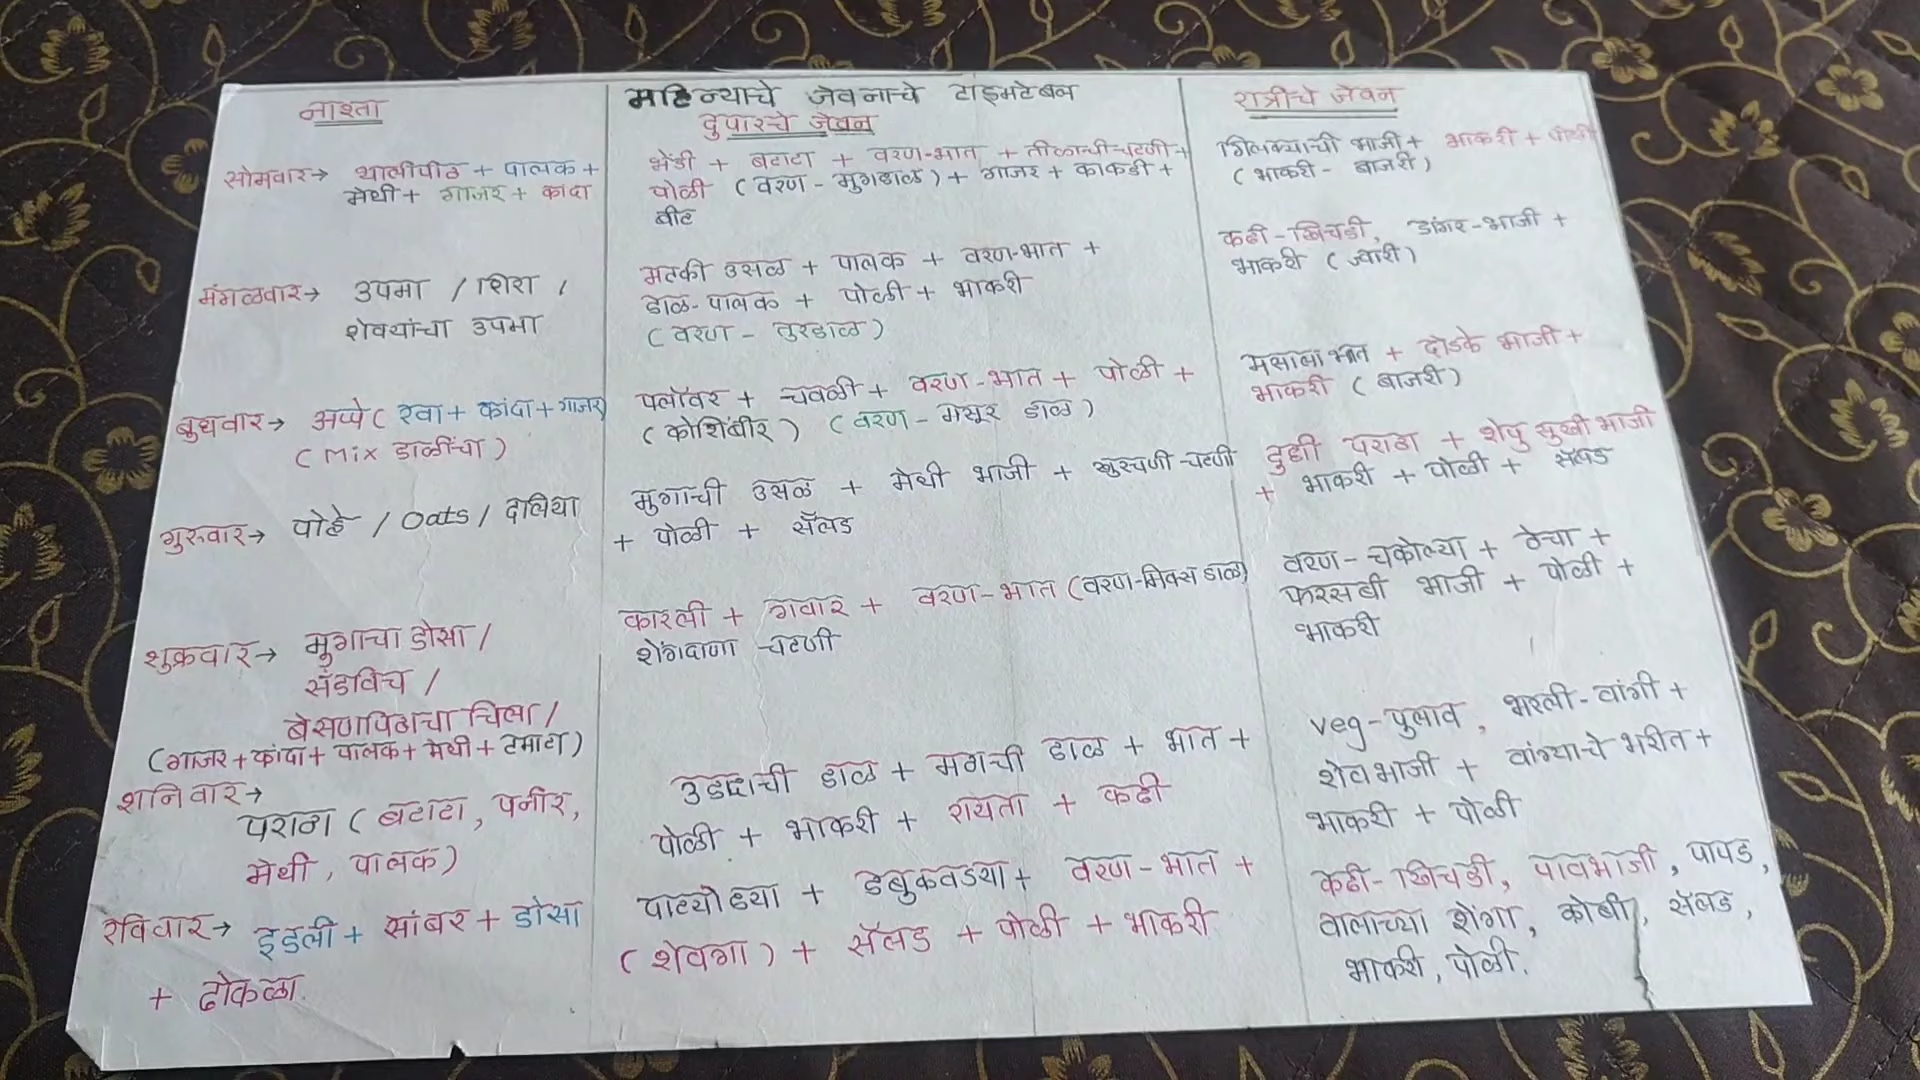 महिन्याचे जेवनाचे टाइमटेबल
नाश्ता
सोमवार→ थालीपीठ + पालक +
मेथी + गाजर + कांदा
मंगळवार→ उपमा / शिरा /
शेवयांचा उपमा
बुधवार→ अप्पे ( रवा + कांदा + गाजर)
( Mix डाळींचा )
गुरुवार→ पोहे / Oats / दलिया
शुक्रवार→ मुगाचा डोसा /
सँडविच /
बेसणपिठाचा चिला /
(गाजर + कांदा + पालक + मेथी + टमाटा)
शनिवार→
पराठा ( बटाटा, पनीर,
मेथी, पालक)
रविवार→ इडली + सांबर + डोसा
+ ढोकळा.
दुपारचे जेवन
भेंडी + बटाटा + वरण-भात + तीळाची-चटणी +
पोळी (वरण - मुगडाळ) + गाजर + काकडी +
बीट
मटकी उसळ + पालक + वरण-भात +
डाळ-पालक + पोळी + भाकरी
(वरण - तुरडाळ)
फ्लॉवर + चवळी + वरण-भात + पोळी +
( कोशिंबीर ) (वरण - मसूर डाळ)
मुगाची उसळ + मेथी भाजी + खुरचणी-चटणी
+ पोळी + सॅलड
कारली + गवार + वरण-भात (वरण-मिक्स डाळ)
शेंगदाणा चटणी
उडदाची डाळ + मगची डाळ + भात +
पोळी + भाकरी + रायता + कढी
पाटयोडया + डबुकवडया + वरण-भात +
(शेवगा) + सॅलड + पोळी + भाकरी
रात्रीचे जेवन
गिलक्याची भाजी + भाकरी + पोळी
( भाकरी - बाजरी)
कढी-खिचडी, डांगर-भाजी +
भाकरी ( ज्वारी)
मसाला भात + दोडके भाजी +
भाकरी ( बाजरी)
दुधी पराठा + शेपु सुखी भाजी
+ भाकरी + पोळी + सॅलड
वरण-चकोल्या + ठेचा +
फरसबी भाजी + पोळी +
भाकरी
veg-पुलाव, भरली-वांगी +
शेवभाजी + वांग्याचे भरीत +
भाकरी + पोळी
कढी-खिचडी, पावभाजी, पापड,
वालाच्या शेंगा, कोबी, सॅलड,
भाकरी, पोळी.